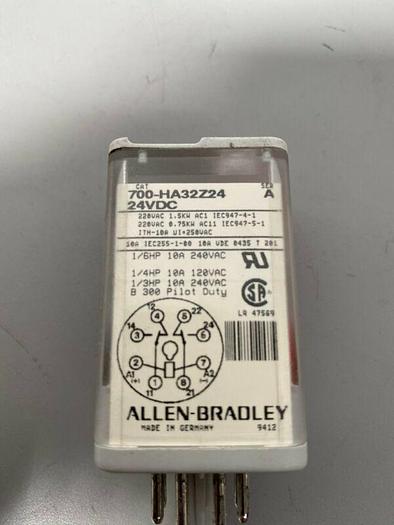 CAT SER
700-HA32Z24 A
24VDC
220VAC 1.5KW AC1 IEC947-4-1
220VAC 0.75KW AC11 IEC947-5-1
ITH-10A UI=250VAC
10A IEC255-1-00 10A VDE 0435 T 201
1/6HP 10A 240VAC
1/4HP 10A 120VAC
1/3HP 10A 240VAC
B 300 Pilot Duty
LR 47569
12 22
4 5
14 24
3 6
2 7
A1 A2
(+) (-)
1 8
11 21
ALLEN-BRADLEY
MADE IN GERMANY 9412